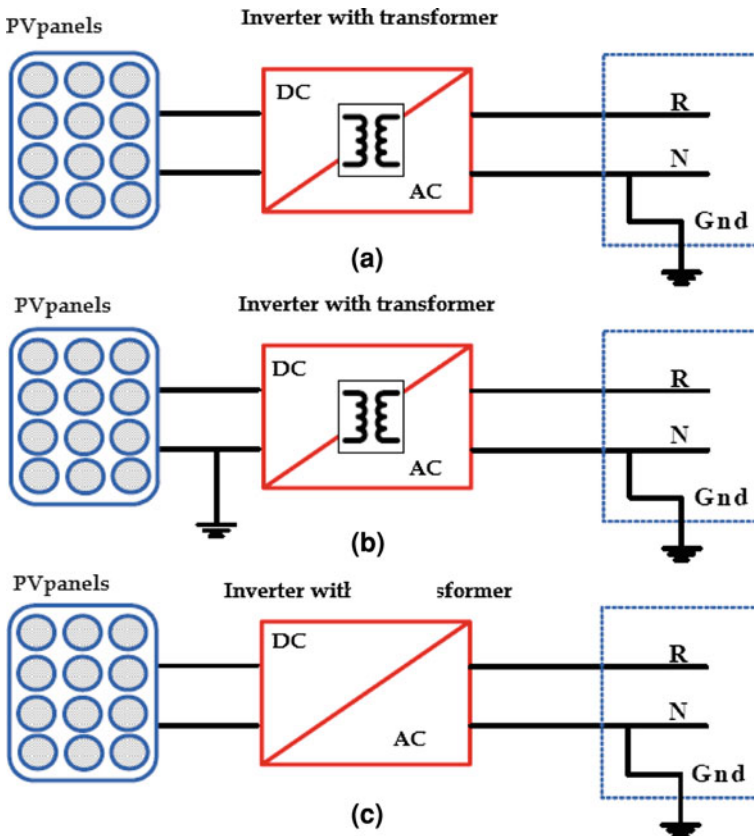 PVpanels
Inverter with transformer
DC
AC
R
N
Gnd
(a)
PVpanels
Inverter with transformer
DC
AC
R
N
Gnd
(b)
PVpanels
Inverter
DC
AC
R
N
Gnd
(c)